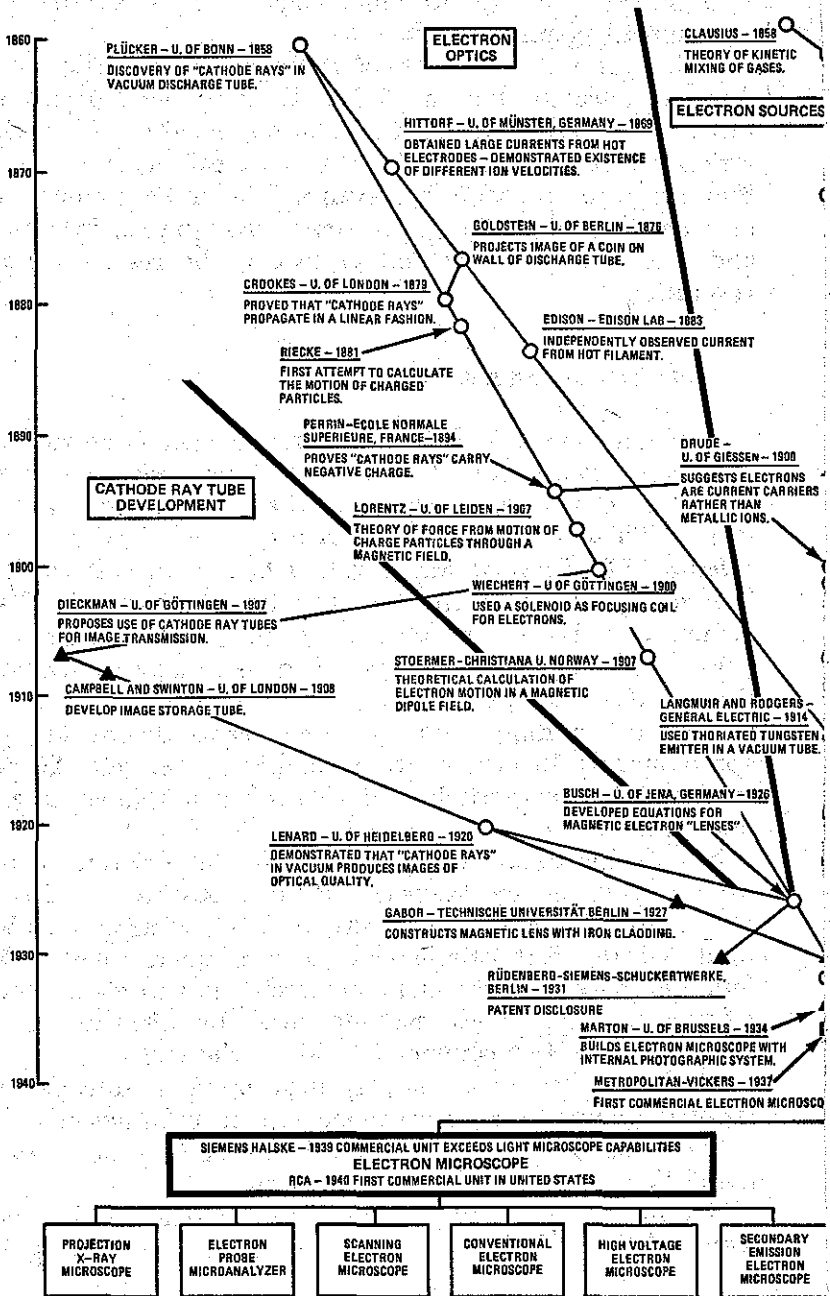 1860
1870
1880
1890
1800
1910
1920
1930
1940
PLÜCKER – U. OF BONN – 1858
DISCOVERY OF "CATHODE RAYS" IN
VACUUM DISCHARGE TUBE.
ELECTRON
OPTICS
CLAUSIUS – 1858
THEORY OF KINETIC
MIXING OF GASES.
ELECTRON SOURCES
HITTORF – U. OF MÜNSTER, GERMANY – 1869
OBTAINED LARGE CURRENTS FROM HOT
ELECTRODES – DEMONSTRATED EXISTENCE
OF DIFFERENT ION VELOCITIES.
GOLDSTEIN – U. OF BERLIN – 1876
PROJECTS IMAGE OF A COIN ON
WALL OF DISCHARGE TUBE.
CROOKES – U. OF LONDON – 1879
PROVED THAT "CATHODE RAYS"
PROPAGATE IN A LINEAR FASHION.
EDISON – EDISON LAB – 1883
INDEPENDENTLY OBSERVED CURRENT
FROM HOT FILAMENT.
RIECKE – 1881
FIRST ATTEMPT TO CALCULATE
THE MOTION OF CHARGED
PARTICLES.
PERRIN–ECOLE NORMALE
SUPERIEURE, FRANCE–1894
PROVES "CATHODE RAYS" CARRY
NEGATIVE CHARGE.
DRUDE –
U. OF GIESSEN – 1900
SUGGESTS ELECTRONS
ARE CURRENT CARRIERS
RATHER THAN
METALLIC IONS.
CATHODE RAY TUBE
DEVELOPMENT
LORENTZ – U. OF LEIDEN – 1907
THEORY OF FORCE FROM MOTION OF
CHARGE PARTICLES THROUGH A
MAGNETIC FIELD.
WIECHERT – U OF GÖTTINGEN – 1900
USED A SOLENOID AS FOCUSING COIL
FOR ELECTRONS.
DIECKMAN – U. OF GÖTTINGEN – 1907
PROPOSES USE OF CATHODE RAY TUBES
FOR IMAGE TRANSMISSION.
STOERMER–CHRISTIANA U. NORWAY – 1907
THEORETICAL CALCULATION OF
ELECTRON MOTION IN A MAGNETIC
DIPOLE FIELD.
CAMPBELL AND SWINTON – U. OF LONDON – 1908
DEVELOP IMAGE STORAGE TUBE.
LANGMUIR AND RODGERS –
GENERAL ELECTRIC – 1914
USED THORIATED TUNGSTEN
EMITTER IN A VACUUM TUBE.
BUSCH – U. OF JENA, GERMANY – 1926
DEVELOPED EQUATIONS FOR
MAGNETIC ELECTRON "LENSES"
LENARD – U. OF HEIDELBERG – 1920
DEMONSTRATED THAT "CATHODE RAYS"
IN VACUUM PRODUCES IMAGES OF
OPTICAL QUALITY.
GABOR – TECHNISCHE UNIVERSITÄT BERLIN – 1927
CONSTRUCTS MAGNETIC LENS WITH IRON CLADDING.
RÜDENBERG–SIEMENS–SCHUCKERTWERKE,
BERLIN – 1931
PATENT DISCLOSURE
MARTON – U. OF BRUSSELS – 1934
BUILDS ELECTRON MICROSCOPE WITH
INTERNAL PHOTOGRAPHIC SYSTEM.
METROPOLITAN–VICKERS – 1937
FIRST COMMERCIAL ELECTRON MICROSCO
SIEMENS HALSKE – 1939 COMMERCIAL UNIT EXCEEDS LIGHT MICROSCOPE CAPABILITIES
ELECTRON MICROSCOPE
RCA – 1940 FIRST COMMERCIAL UNIT IN UNITED STATES
PROJECTION
X–RAY
MICROSCOPE
ELECTRON
PROBE
MICROANALYZER
SCANNING
ELECTRON
MICROSCOPE
CONVENTIONAL
ELECTRON
MICROSCOPE
HIGH VOLTAGE
ELECTRON
MICROSCOPE
SECONDARY
EMISSION
ELECTRON
MICROSCOPE